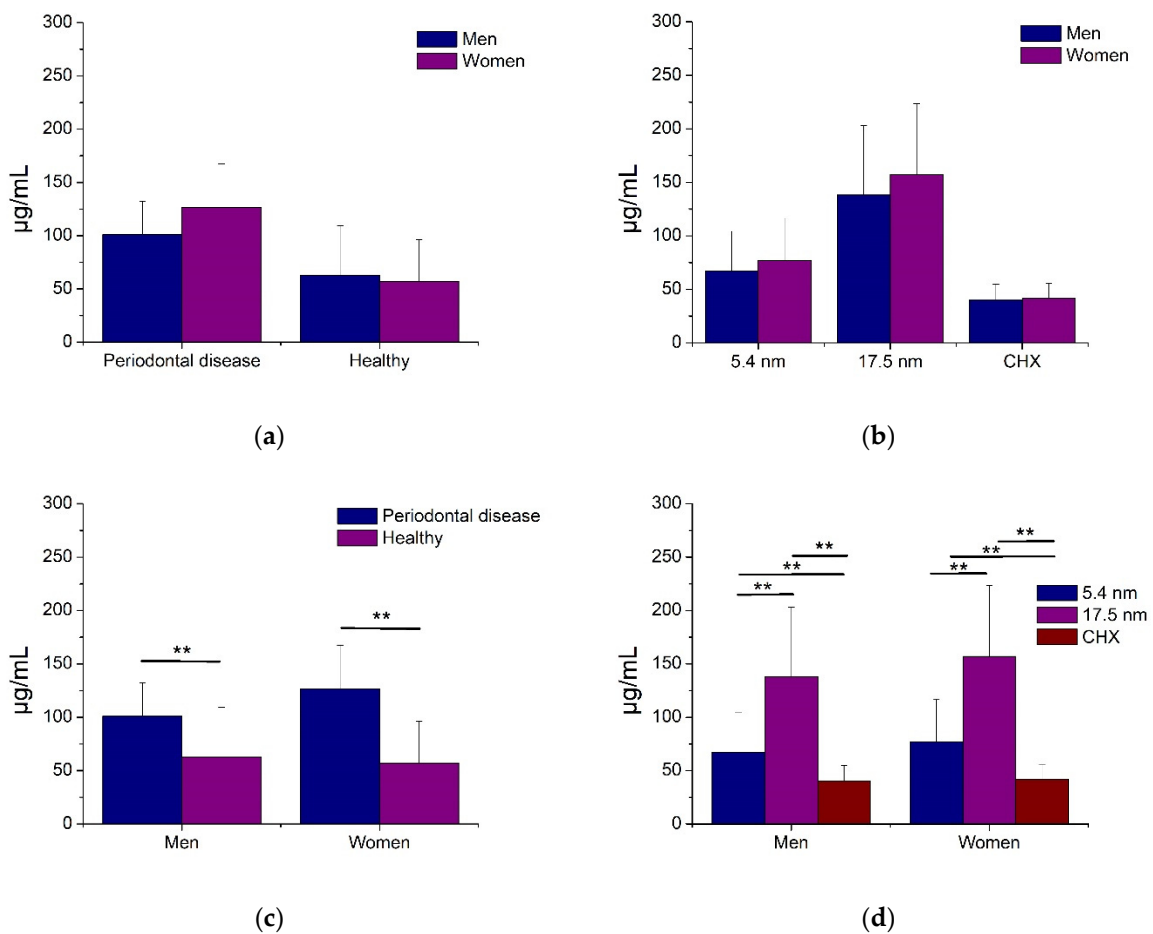 300
250
200
150
100
50
0
µg/mL
Men
Women
Periodontal disease
Healthy
(a)
300
250
200
150
100
50
0
µg/mL
Men
Women
5.4 nm
17.5 nm
CHX
(b)
300
250
200
150
100
50
0
µg/mL
Periodontal disease
Healthy
**
**
Men
Women
(c)
300
250
200
150
100
50
0
µg/mL
**
**
**
**
**
**
5.4 nm
17.5 nm
CHX
Men
Women
(d)